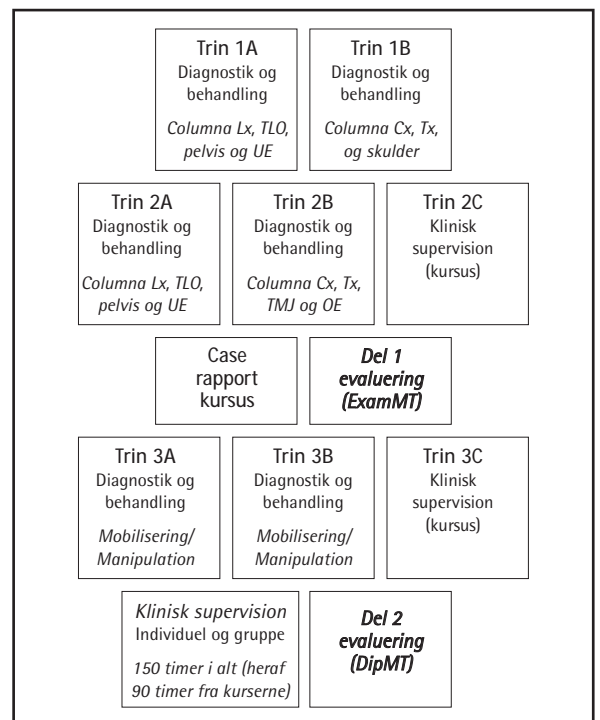 Trin 1A
Diagnostik og
behandling
Columna Lx, TLO,
pelvis og UE
Trin 1B
Diagnostik og
behandling
Columna Cx, Tx,
og skulder
Trin 2A
Diagnostik og
behandling
Columna Lx, TLO,
pelvis og UE
Trin 2B
Diagnostik og
behandling
Columna Cx, Tx,
TMJ og OE
Trin 2C
Klinisk
supervision
(kursus)
Case
rapport
kursus
Del 1
evaluering
(ExamMT)
Trin 3A
Diagnostik og
behandling
Mobilisering/
Manipulation
Trin 3B
Diagnostik og
behandling
Mobilisering/
Manipulation
Trin 3C
Klinisk
supervision
(kursus)
Klinisk supervision
Individuel og gruppe
150 timer i alt (heraf
90 timer fra kurserne)
Del 2
evaluering
(DipMT)